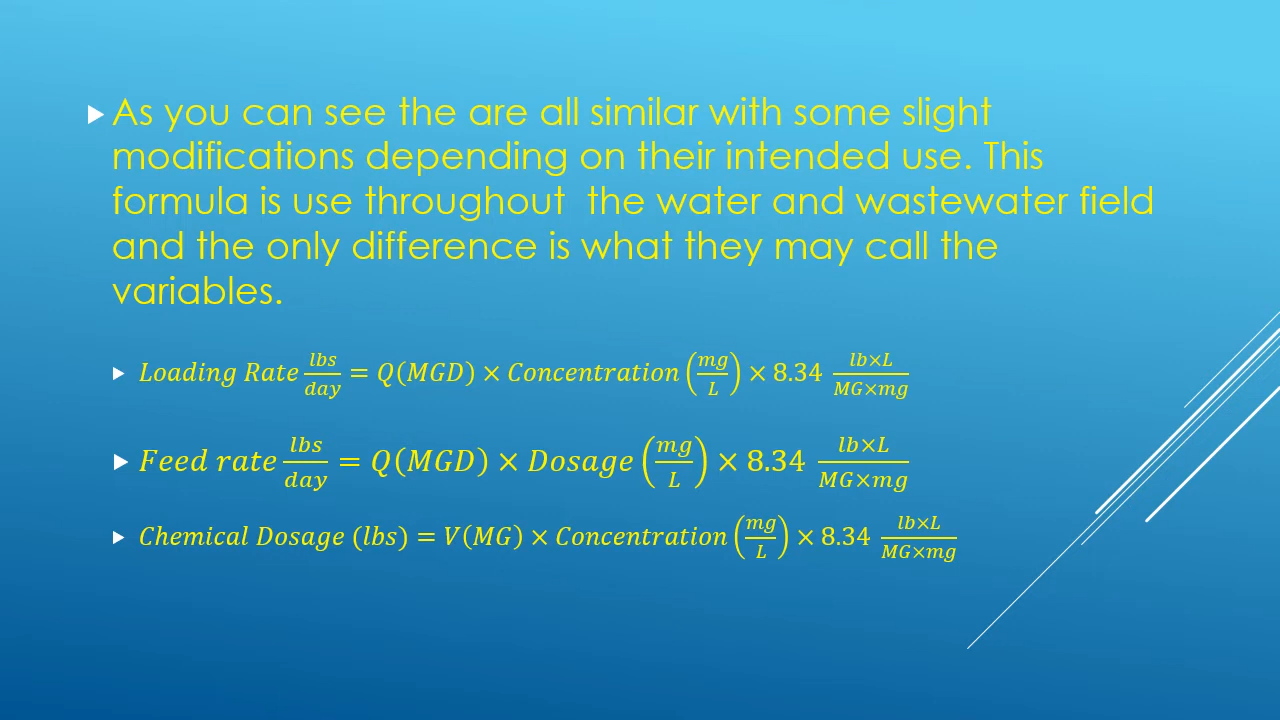 As you can see the are all similar with some slight
modifications depending on their intended use. This
formula is use throughout  the water and wastewater field
and the only difference is what they may call the
variables.
Loading Rate lbs/day = Q(MGD) × Concentration (mg/L) × 8.34 lb×L/MG×mg
Feed rate lbs/day = Q(MGD) × Dosage (mg/L) × 8.34 lb×L/MG×mg
Chemical Dosage (lbs) = V(MG) × Concentration (mg/L) × 8.34 lb×L/MG×mg